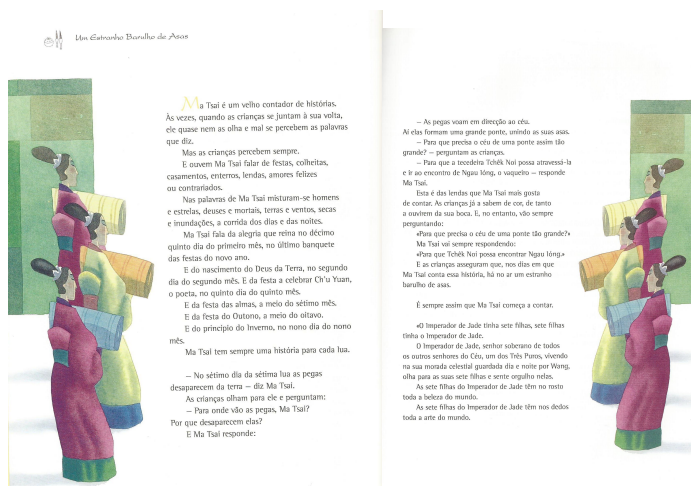 Um Estranho Barulho de Asas
Ma Tsai é um velho contador de histórias.
Às vezes, quando as crianças se juntam à sua volta,
ele quase nem as olha e mal se percebem as palavras
que diz.
Mas as crianças percebem sempre.
E ouvem Ma Tsai falar de festas, colheitas,
casamentos, enterros, lendas, amores felizes
ou contrariados.
Nas palavras de Ma Tsai misturam-se homens
e estrelas, deuses e mortais, terras e ventos, secas
e inundações, a corrida dos dias e das noites.
Ma Tsai fala da alegria que reina no décimo
quinto dia do primeiro mês, no último banquete
das festas do novo ano.
E do nascimento do Deus da Terra, no segundo
dia do segundo mês. E da festa a celebrar Ch'u Yuan,
o poeta, no quinto dia do quinto mês.
E da festa das almas, a meio do sétimo mês.
E da festa do Outono, a meio do oitavo.
E do princípio do Inverno, no nono dia do nono
mês.
Ma Tsai tem sempre uma história para cada lua.
– No sétimo dia da sétima lua as pegas
desaparecem da terra – diz Ma Tsai.
As crianças olham para ele e perguntam:
– Para onde vão as pegas, Ma Tsai?
Por que desaparecem elas?
E Ma Tsai responde:
– As pegas voam em direcção ao céu.
Aí elas formam uma grande ponte, unindo as suas asas.
– Para que precisa o céu de uma ponte assim tão
grande? – perguntam as crianças.
– Para que a tecedeira Tchêk Noi possa atravessá-la
e ir ao encontro de Ngau Lóng, o vaqueiro – responde
Ma Tsai.
Esta é das lendas que Ma Tsai mais gosta
de contar. As crianças já a sabem de cor, de tanto
a ouvirem da sua boca. E, no entanto, vão sempre
perguntando:
«Para que precisa o céu de uma ponte tão grande?»
Ma Tsai vai sempre respondendo:
«Para que Tchêk Noi possa encontrar Ngau Lóng.»
E as crianças asseguram que, nos dias em que
Ma Tsai conta essa história, há no ar um estranho
barulho de asas.
É sempre assim que Ma Tsai começa a contar.
«O Imperador de Jade tinha sete filhas, sete filhas
tinha o Imperador de Jade.
O Imperador de Jade, senhor soberano de todos
os outros senhores do Céu, um dos Três Puros, vivendo
na sua morada celestial guardada dia e noite por Wang,
olha para as suas sete filhas e sente orgulho nelas.
As sete filhas do Imperador de Jade têm no rosto
toda a beleza do mundo.
As sete filhas do Imperador de Jade têm nos dedos
toda a arte do mundo.